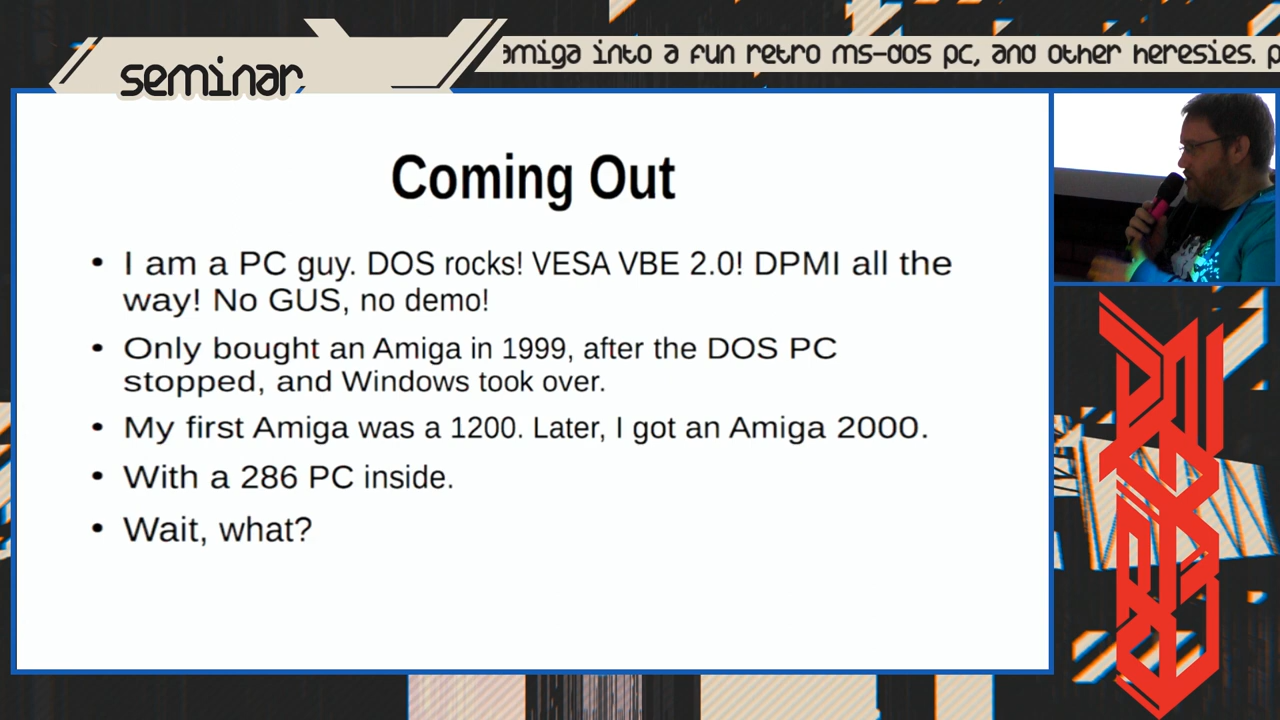 seminar
amiga into a fun retro ms-dos pc, and other heresies. p
Coming Out
• I am a PC guy. DOS rocks! VESA VBE 2.0! DPMI all the
way! No GUS, no demo!
• Only bought an Amiga in 1999, after the DOS PC
stopped, and Windows took over.
• My first Amiga was a 1200. Later, I got an Amiga 2000.
• With a 286 PC inside.
• Wait, what?